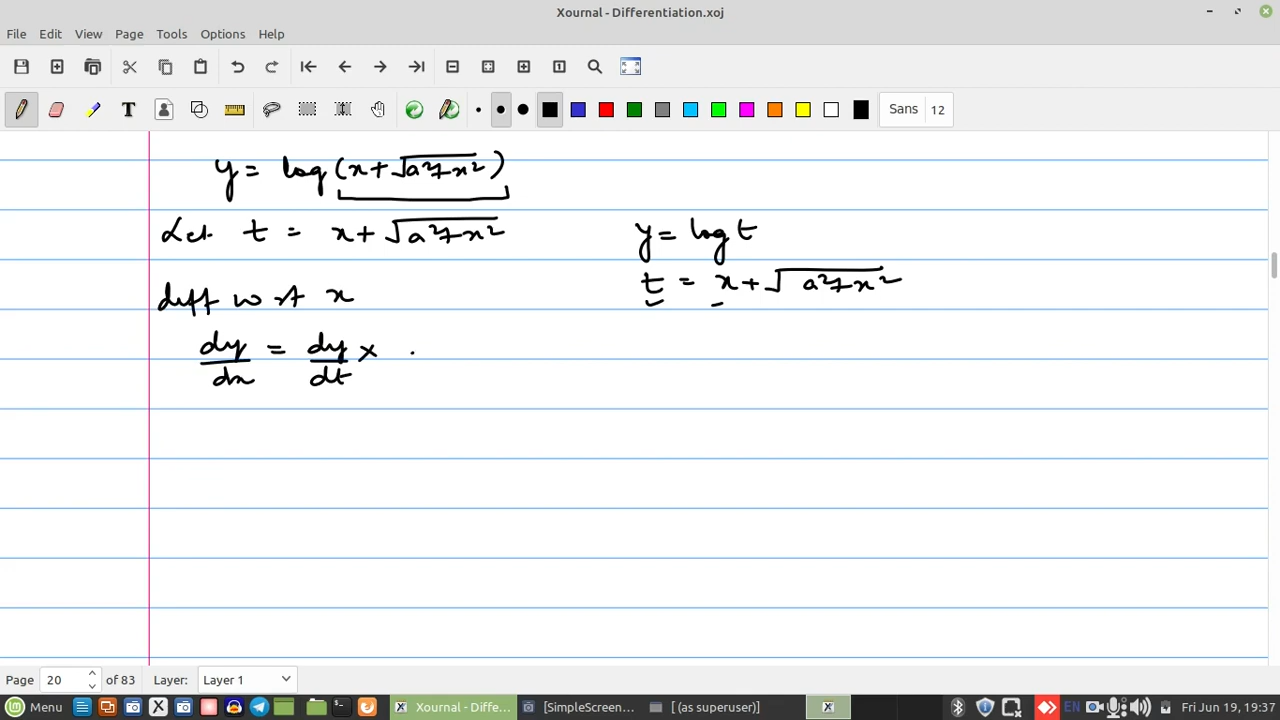 Xournal - Differentiation.xoj
File Edit View Page Tools Options Help
Sans 12
y = log (x + √a²+x²)
Let t = x + √a²+x²
y = log t
t = x + √a²+x²
diff w r t x
dy/dx = dy/dt ×
Page 20 of 83 Layer: Layer 1
Menu Xournal - Diffe... [SimpleScreen... [ (as superuser)] EN Fri Jun 19, 19:37